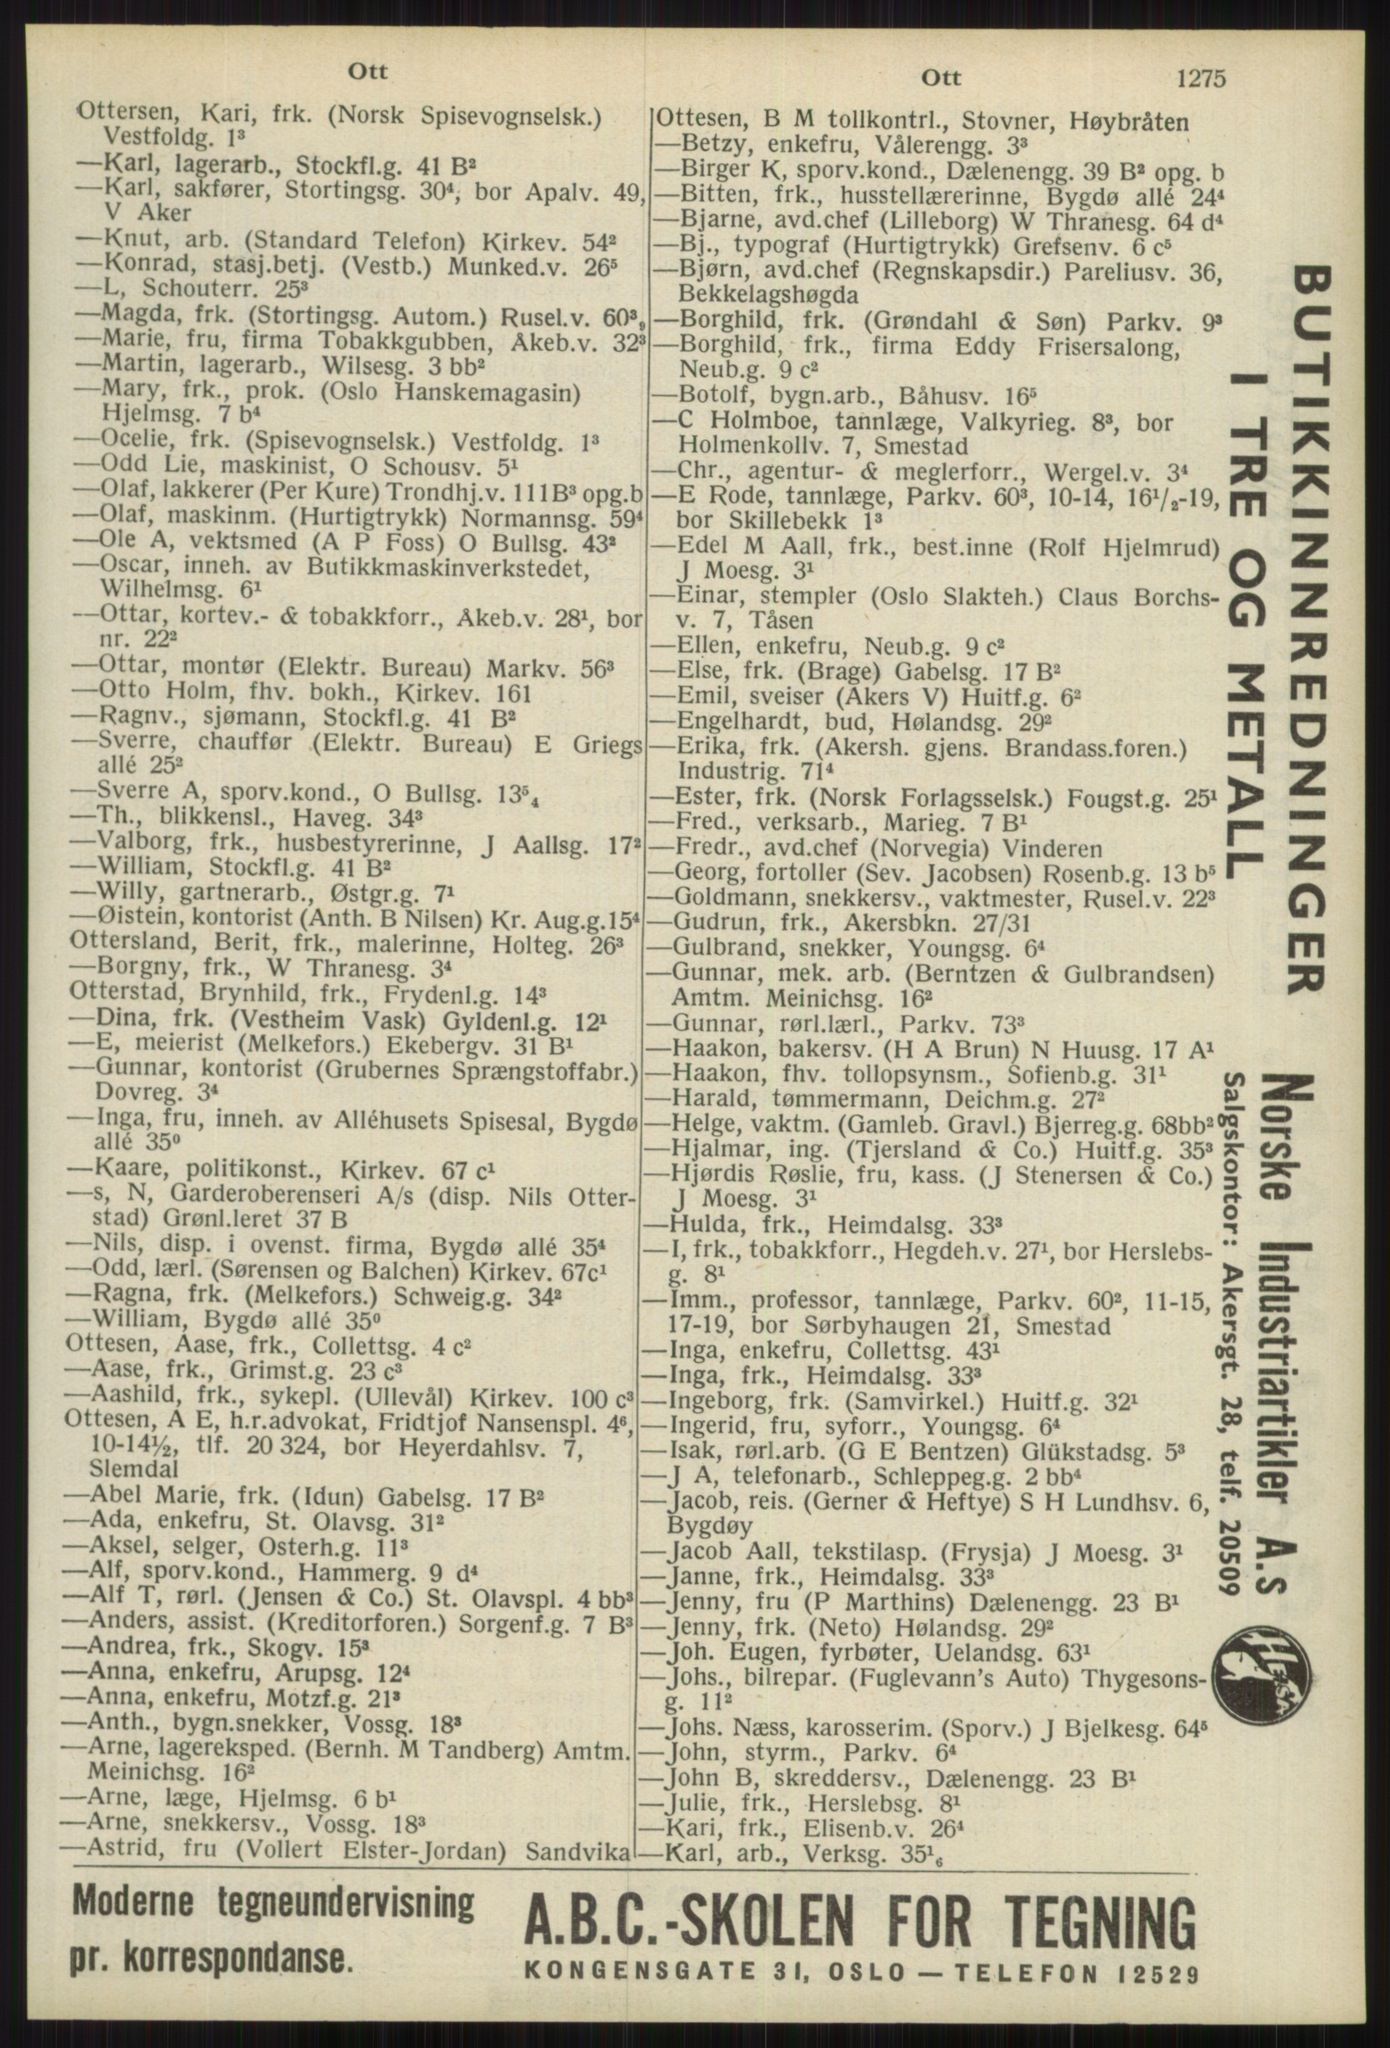 Ott
Ottersen, Kari, frk. (Norsk Spisevognselsk.)
Vestfoldg. 1³
—Karl, lagerarb., Stockfl.g. 41 B²
—Karl, sakfører, Stortingsg. 30⁴; bor Apalv. 49,
V Aker
—Knut, arb. (Standard Telefon) Kirkev. 54²
—Konrad, stasj.betj. (Vestb.) Munked.v. 26⁵
—L, Schouterr. 25³
—Magda, frk. (Stortingsg. Autom.) Rusel.v. 60³,₉
—Marie, fru, firma Tobakkgubben, Åkeb.v. 32³
—Martin, lagerarb., Wilsesg. 3 bb²
—Mary, frk., prok. (Oslo Hanskemagasin)
Hjelmsg. 7 b⁴
—Ocelie, frk. (Spisevognselsk.) Vestfoldg. 1³
—Odd Lie, maskinist, O Schousv. 5¹
—Olaf, lakkerer (Per Kure) Trondhj.v. 111B³ opg.b
—Olaf, maskinm. (Hurtigtrykk) Normannsg. 59⁴
—Ole A, vektsmed (A P Foss) O Bullsg. 43²
—Oscar, inneh. av Butikkmaskinverkstedet,
Wilhelmsg. 6¹
—Ottar, kortev.- & tobakkforr., Åkeb.v. 28¹, bor
nr. 22²
—Ottar, montør (Elektr. Bureau) Markv. 56³
—Otto Holm, fhv. bokh., Kirkev. 161
—Ragnv., sjømann, Stockfl.g. 41 B²
—Sverre, chauffør (Elektr. Bureau) E Griegs
allé 25²
—Sverre A, sporv.kond., O Bullsg. 13⁵₄
—Th., blikkensl., Haveg. 34³
—Valborg, frk., husbestyrerinne, J Aallsg. 17²
—William, Stockfl.g. 41 B²
—Willy, gartnerarb., Østgr.g. 7¹
—Øistein, kontorist (Anth. B Nilsen) Kr. Aug.g.15⁴
Ottersland, Berit, frk., malerinne, Holteg. 26³
—Borgny, frk., W Thranesg. 3⁴
Otterstad, Brynhild, frk., Frydenl.g. 14³
—Dina, frk. (Vestheim Vask) Gyldenl.g. 12¹
—E, meierist (Melkefors.) Ekebergv. 31 B¹
—Gunnar, kontorist (Grubernes Sprængstoffabr.)
Dovreg. 3⁴
—Inga, fru, inneh. av Alléhusets Spisesal, Bygdø
allé 35⁰
—Kaare, politikonst., Kirkev. 67 c¹
—s, N, Garderoberenseri A/s (disp. Nils Otter-
stad) Grønl.leret 37 B
—Nils, disp. i ovenst. firma, Bygdø allé 35⁴
—Odd, lærl. (Sørensen og Balchen) Kirkev. 67c¹
—Ragna, frk. (Melkefors.) Schweig.g. 34²
—William, Bygdø allé 35⁰
Ottesen, Aase, frk., Collettsg. 4 c²
—Aase, frk., Grimst.g. 23 c³
—Aashild, frk., sykepl. (Ullevål) Kirkev. 100 c³
Ottesen, A E, h.r.advokat, Fridtjof Nansenspl. 4⁶,
10-14½, tlf. 20 324, bor Heyerdahlsv. 7,
Slemdal
—Abel Marie, frk. (Idun) Gabelsg. 17 B²
—Ada, enkefru, St. Olavsg. 31²
—Aksel, selger, Osterh.g. 11³
—Alf, sporv.kond., Hammerg. 9 d⁴
—Alf T, rørl. (Jensen & Co.) St. Olavspl. 4 bb³
—Anders, assist. (Kreditorforen.) Sorgenf.g. 7 B³
—Andrea, frk., Skogv. 15³
—Anna, enkefru, Arupsg. 12⁴
—Anna, enkefru, Motzf.g. 21³
—Anth., bygn.snekker, Vossg. 18³
—Arne, lagereksped. (Bernh. M Tandberg) Amtm.
Meinichsg. 16²
—Arne, læge, Hjelmsg. 6 b¹
—Arne, snekkersv., Vossg. 18³
—Astrid, fru (Vollert Elster-Jordan) Sandvika
Ott 1275
Ottesen, B M tollkontrl., Stovner, Høybråten
—Betzy, enkefru, Vålerengg. 3³
—Birger K, sporv.kond., Dælenengg. 39 B² opg. b
—Bitten, frk., husstellærerinne, Bygdø allé 24⁴
—Bjarne, avd.chef (Lilleborg) W Thranesg. 64 d⁴
—Bj., typograf (Hurtigtrykk) Grefsenv. 6 c⁵
—Bjørn, avd.chef (Regnskapsdir.) Pareliusv. 36,
Bekkelagshøgda
—Borghild, frk. (Grøndahl & Søn) Parkv. 9³
—Borghild, frk., firma Eddy Frisersalong,
Neub.g. 9 c²
—Botolf, bygn.arb., Båhusv. 16⁵
—C Holmboe, tannlæge, Valkyrieg. 8³, bor
Holmenkollv. 7, Smestad
—Chr., agentur- & meglerforr., Wergel.v. 3⁴
—E Rode, tannlæge, Parkv. 60³, 10-14, 16½-19,
bor Skillebekk 1³
—Edel M Aall, frk., best.inne (Rolf Hjelmrud)
J Moesg. 3¹
—Einar, stempler (Oslo Slakteh.) Claus Borchs-
v. 7, Tåsen
—Ellen, enkefru, Neub.g. 9 c²
—Else, frk. (Brage) Gabelsg. 17 B²
—Emil, sveiser (Akers V) Huitf.g. 6²
—Engelhardt, bud, Hølandsg. 29²
—Erika, frk. (Akersh. gjens. Brandass.foren.)
Industrig. 71⁴
—Ester, frk. (Norsk Forlagsselsk.) Fougst.g. 25¹
—Fred., verksarb., Marieg. 7 B¹
—Fredr., avd.chef (Norvegia) Vinderen
—Georg, fortoller (Sev. Jacobsen) Rosenb.g. 13 b⁵
—Goldmann, snekkersv., vaktmester, Rusel.v. 22³
—Gudrun, frk., Akersbkn. 27/31
—Gulbrand, snekker, Youngsg. 6⁴
—Gunnar, mek. arb. (Berntzen & Gulbrandsen)
Amtm. Meinichsg. 16²
—Gunnar, rørl.lærl., Parkv. 73³
—Haakon, bakersv. (H A Brun) N Huusg. 17 A¹
—Haakon, fhv. tollopsynsm., Sofienb.g. 31¹
—Harald, tømmermann, Deichm.g. 27²
—Helge, vaktm. (Gamleb. Gravl.) Bjerreg.g. 68bb²
—Hjalmar, ing. (Tjersland & Co.) Huitf.g. 35³
—Hjørdis Røslie, fru, kass. (J Stenersen & Co.)
J Moesg. 3¹
—Hulda, frk., Heimdalsg. 33³
—I, frk., tobakkforr., Hegdeh.v. 27¹, bor Herslebs-
g. 8¹
—Imm., professor, tannlæge, Parkv. 60², 11-15,
17-19, bor Sørbyhaugen 21, Smestad
—Inga, enkefru, Collettsg. 43¹
—Inga, frk., Heimdalsg. 33³
—Ingeborg, frk. (Samvirkel.) Huitf.g. 32¹
—Ingerid, fru, syforr., Youngsg. 6⁴
—Isak, rørl.arb. (G E Bentzen) Glükstadsg. 5³
—J A, telefonarb., Schleppeg.g. 2 bb⁴
—Jacob, reis. (Gerner & Heftye) S H Lundhsv. 6,
Bygdøy
—Jacob Aall, tekstilasp. (Frysja) J Moesg. 3¹
—Janne, frk., Heimdalsg. 33³
—Jenny, fru (P Marthins) Dælenengg. 23 B¹
—Jenny, frk. (Neto) Hølandsg. 29²
—Joh. Eugen, fyrbøter, Uelandsg. 63¹
—Johs., bilrepar. (Fuglevann's Auto) Thygesons-
g. 11²
—Johs. Næss, karosserim. (Sporv.) J Bjelkesg. 64⁵
—John, styrm., Parkv. 6⁴
—John B, skreddersv., Dælenengg. 23 B¹
—Julie, frk., Herslebsg. 8¹
—Kari, frk., Elisenb.v. 26⁴
—Karl, arb., Verksg. 35¹₆
BUTIKKINNREDNINGER
I TRE OG METALL
Norske Industriartikler A.S
Salgskontor: Akersgt. 28, telf. 20509
Moderne tegneundervisning
pr. korrespondanse.
A.B.C.-SKOLEN FOR TEGNING
KONGENSGATE 31, OSLO — TELEFON 12529